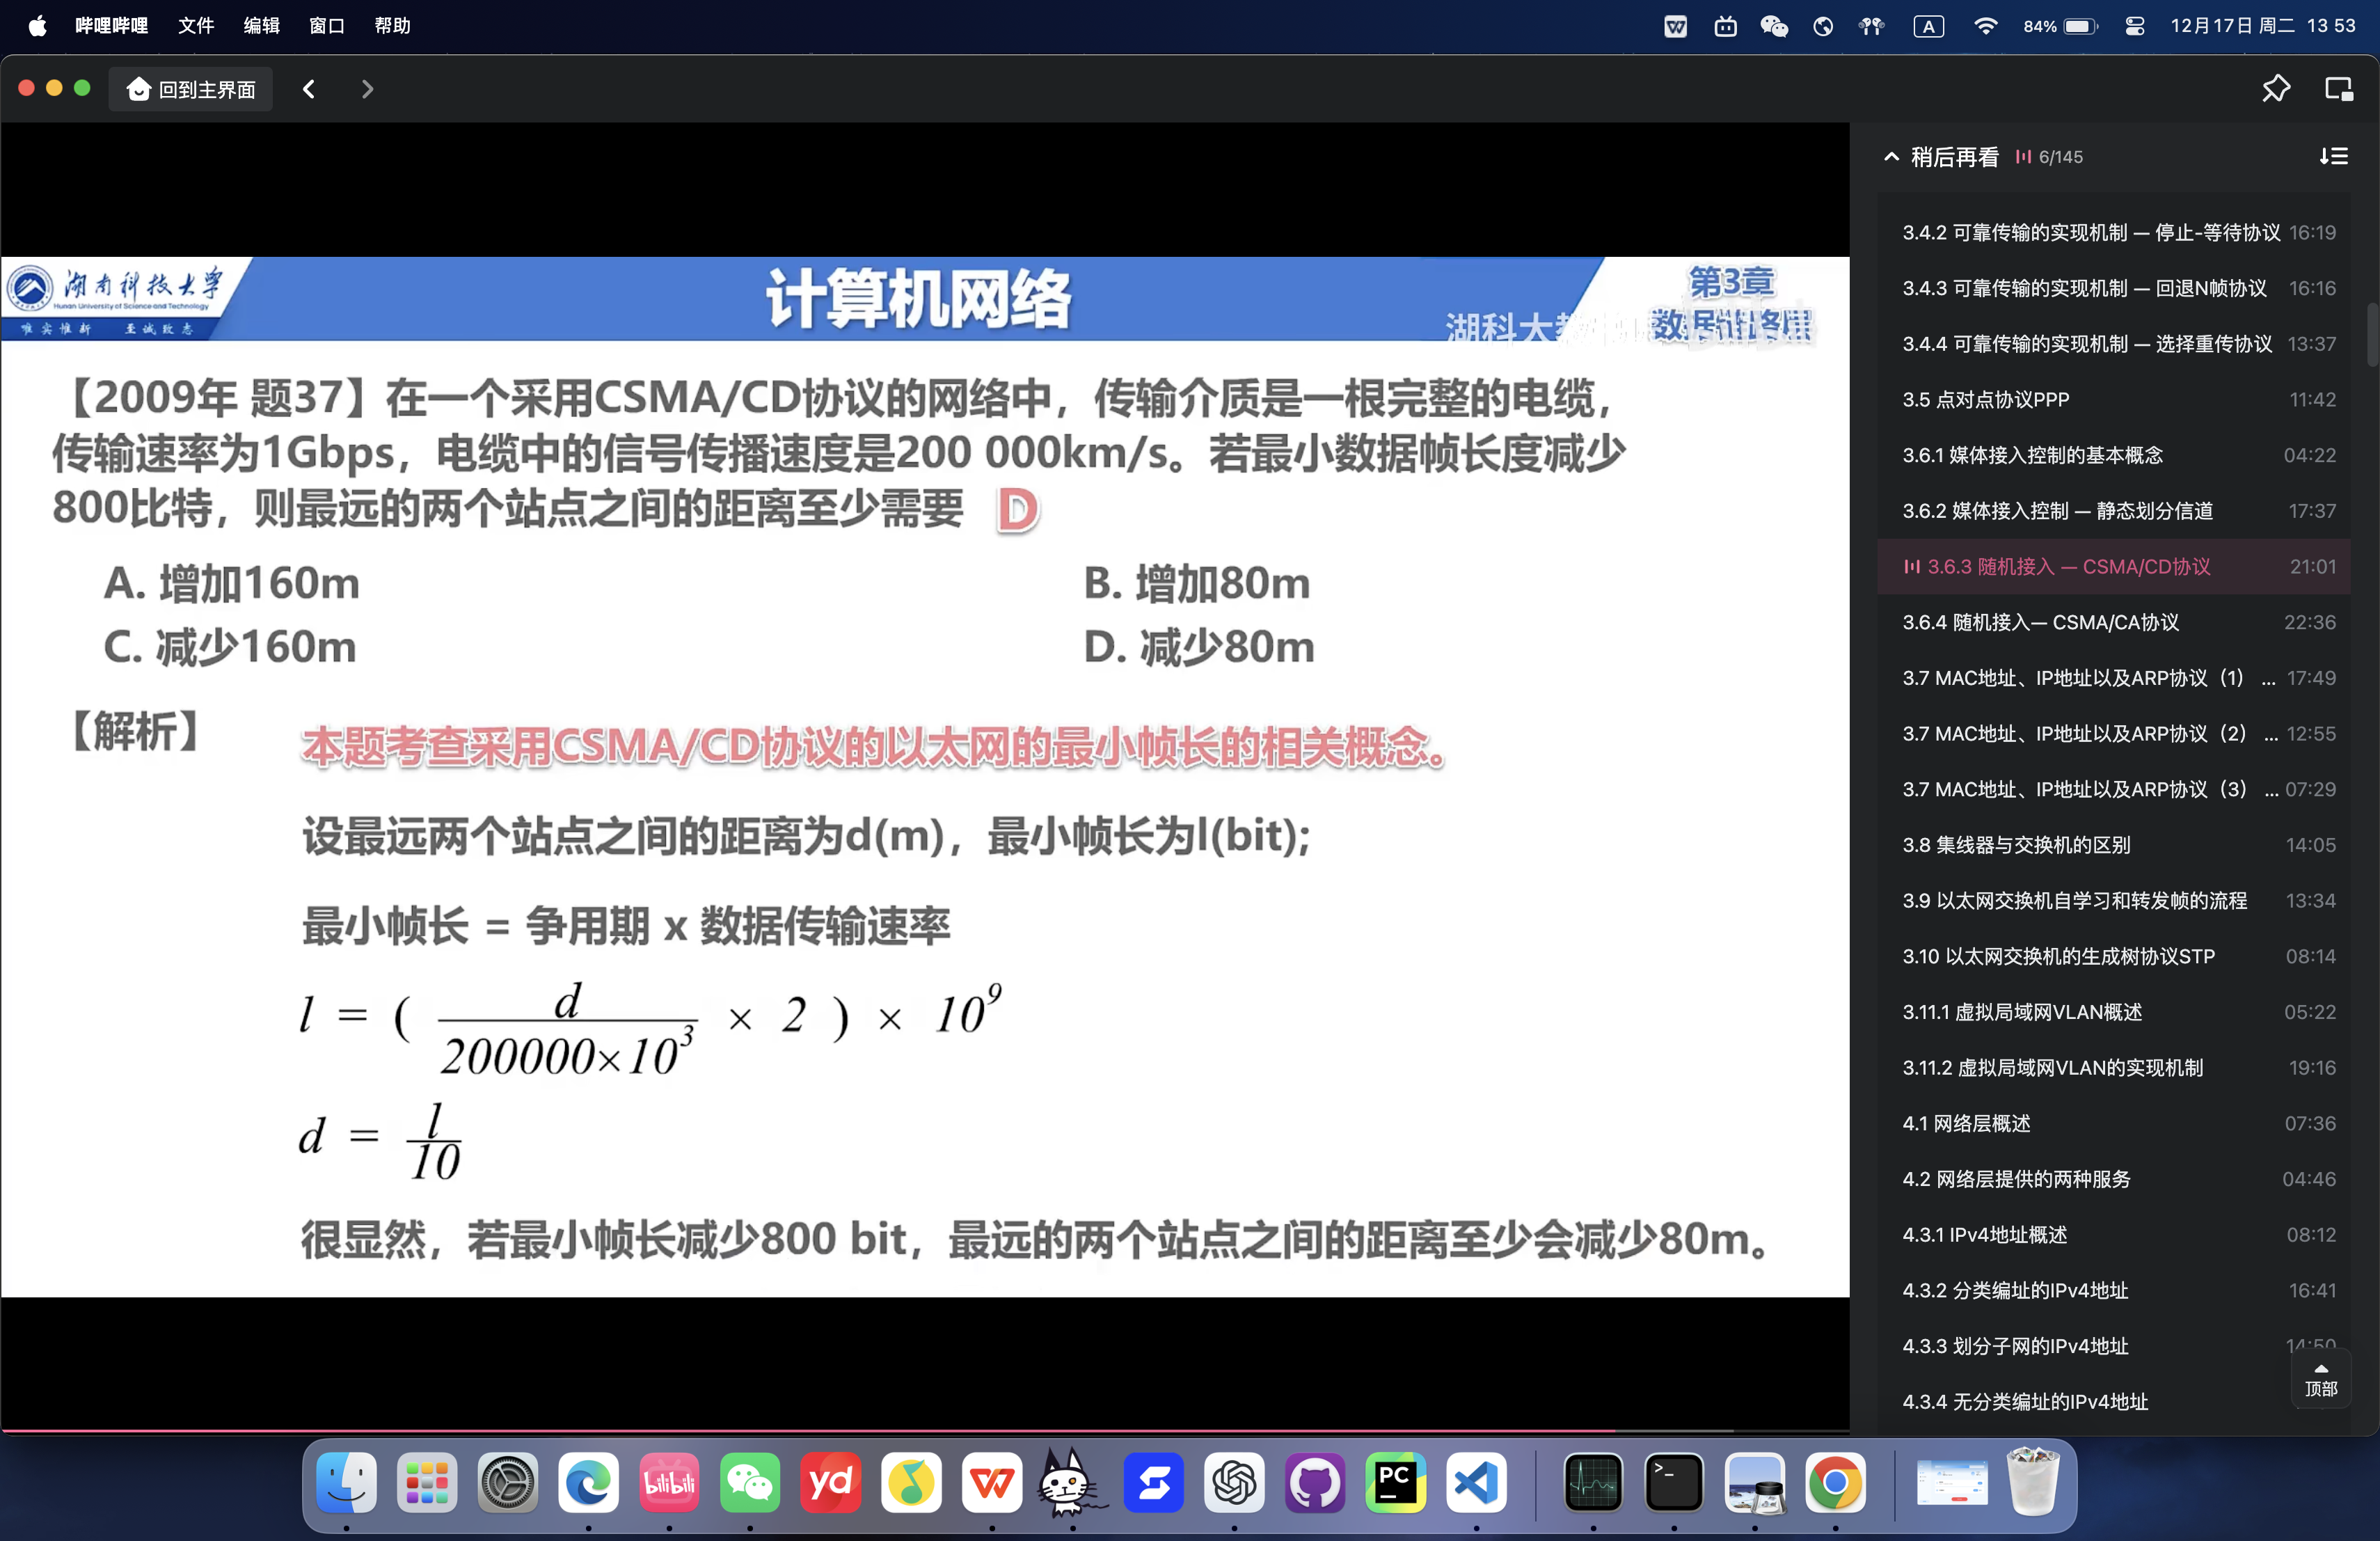 哔哩哔哩 文件 编辑 窗口 帮助
A 84% 12月17日 周二 13 53
回到主界面
稍后再看 6/145
湖南科技大学
Hunan University of Science and Technology
唯实惟新 至诚致志
计算机网络
第3章
数据链路层
湖科大教
【2009年 题37】在一个采用CSMA/CD协议的网络中，传输介质是一根完整的电缆，
传输速率为1Gbps，电缆中的信号传播速度是200 000km/s。若最小数据帧长度减少
800比特，则最远的两个站点之间的距离至少需要 D
A. 增加160m
B. 增加80m
C. 减少160m
D. 减少80m
【解析】
本题考查采用CSMA/CD协议的以太网的最小帧长的相关概念。
设最远两个站点之间的距离为d(m)，最小帧长为l(bit);
最小帧长 = 争用期 x 数据传输速率
l = ( d / 200000×10³ × 2 ) × 10⁹
d = l / 10
很显然，若最小帧长减少800 bit，最远的两个站点之间的距离至少会减少80m。
3.4.2 可靠传输的实现机制 — 停止-等待协议 16:19
3.4.3 可靠传输的实现机制 — 回退N帧协议 16:16
3.4.4 可靠传输的实现机制 — 选择重传协议 13:37
3.5 点对点协议PPP 11:42
3.6.1 媒体接入控制的基本概念 04:22
3.6.2 媒体接入控制 — 静态划分信道 17:37
3.6.3 随机接入 — CSMA/CD协议 21:01
3.6.4 随机接入— CSMA/CA协议 22:36
3.7 MAC地址、IP地址以及ARP协议（1） ... 17:49
3.7 MAC地址、IP地址以及ARP协议（2） ... 12:55
3.7 MAC地址、IP地址以及ARP协议（3） ... 07:29
3.8 集线器与交换机的区别 14:05
3.9 以太网交换机自学习和转发帧的流程 13:34
3.10 以太网交换机的生成树协议STP 08:14
3.11.1 虚拟局域网VLAN概述 05:22
3.11.2 虚拟局域网VLAN的实现机制 19:16
4.1 网络层概述 07:36
4.2 网络层提供的两种服务 04:46
4.3.1 IPv4地址概述 08:12
4.3.2 分类编址的IPv4地址 16:41
4.3.3 划分子网的IPv4地址 14:50
4.3.4 无分类编址的IPv4地址
顶部
bilibili
yd
PC